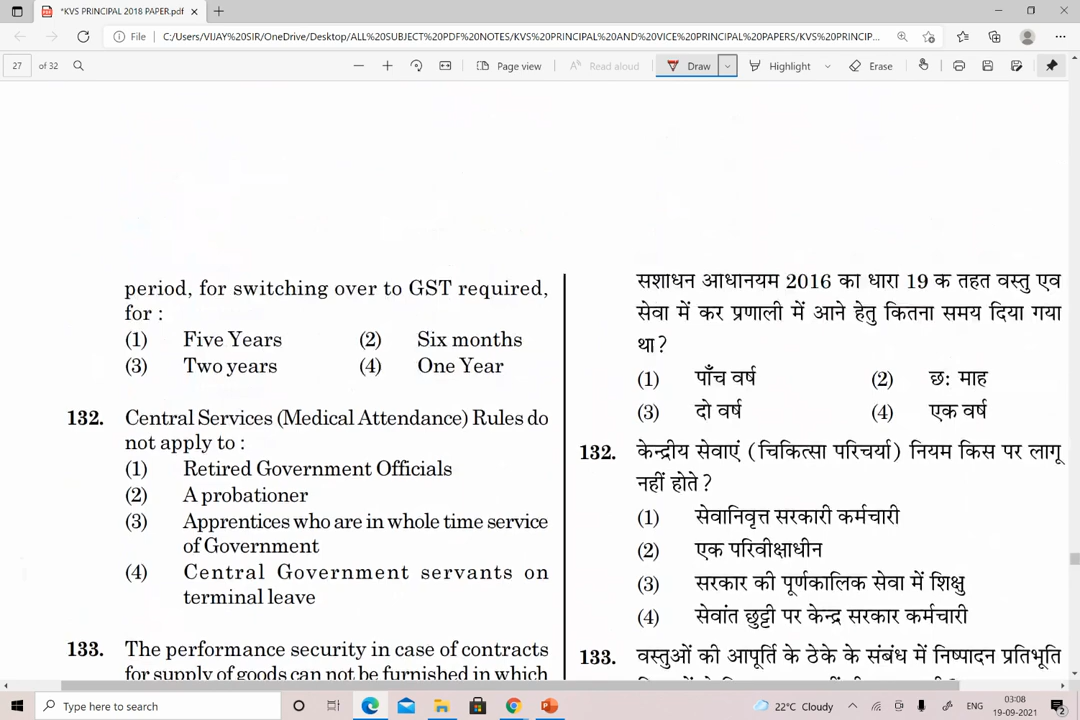 *KVS PRINCIPAL 2018 PAPER.pdf
File C:/Users/VIJAY%20SIR/OneDrive/Desktop/ALL%20SUBJECT%20PDF%20NOTES/KVS%20PRINCIPAL%20AND%20VICE%20PRINCIPAL%20PAPERS/KVS%20PRINCIP...
27 of 32 Page view Read aloud Draw Highlight Erase
period, for switching over to GST required,
for :
(1) Five Years (2) Six months
(3) Two years (4) One Year
132. Central Services (Medical Attendance) Rules do
not apply to :
(1) Retired Government Officials
(2) A probationer
(3) Apprentices who are in whole time service
of Government
(4) Central Government servants on
terminal leave
133. The performance security in case of contracts
for supply of goods can not be furnished in which
सशाधन आधानयम 2016 का धारा 19 क तहत वस्तु एव
सेवा में कर प्रणाली में आने हेतु कितना समय दिया गया
था ?
(1) पाँच वर्ष (2) छः माह
(3) दो वर्ष (4) एक वर्ष
132. केन्द्रीय सेवाएं (चिकित्सा परिचर्या) नियम किस पर लागू
नहीं होते ?
(1) सेवानिवृत्त सरकारी कर्मचारी
(2) एक परिवीक्षाधीन
(3) सरकार की पूर्णकालिक सेवा में शिक्षु
(4) सेवांत छुट्टी पर केन्द्र सरकार कर्मचारी
133. वस्तुओं की आपूर्ति के ठेके के संबंध में निष्पादन प्रतिभूति
Type here to search
22°C Cloudy ENG 03:08
19-09-2021 2